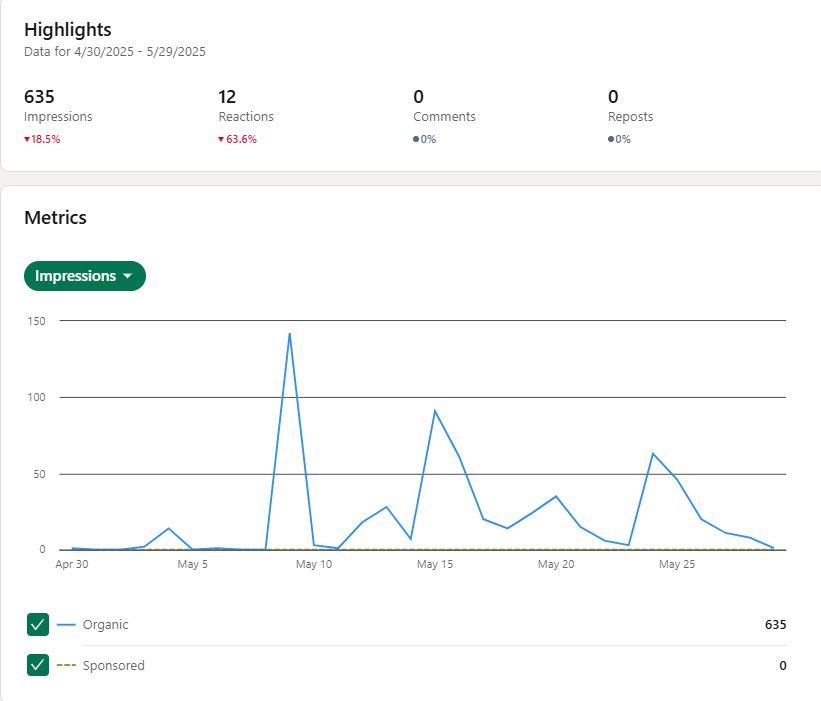 Highlights
Data for 4/30/2025 - 5/29/2025
635 12 0 0
Impressions Reactions Comments Reposts
▾18.5% ▾63.6% ●0% ●0%
Metrics
Impressions
150
100
50
0
Apr 30 May 5 May 10 May 15 May 20 May 25
Organic 635
Sponsored 0